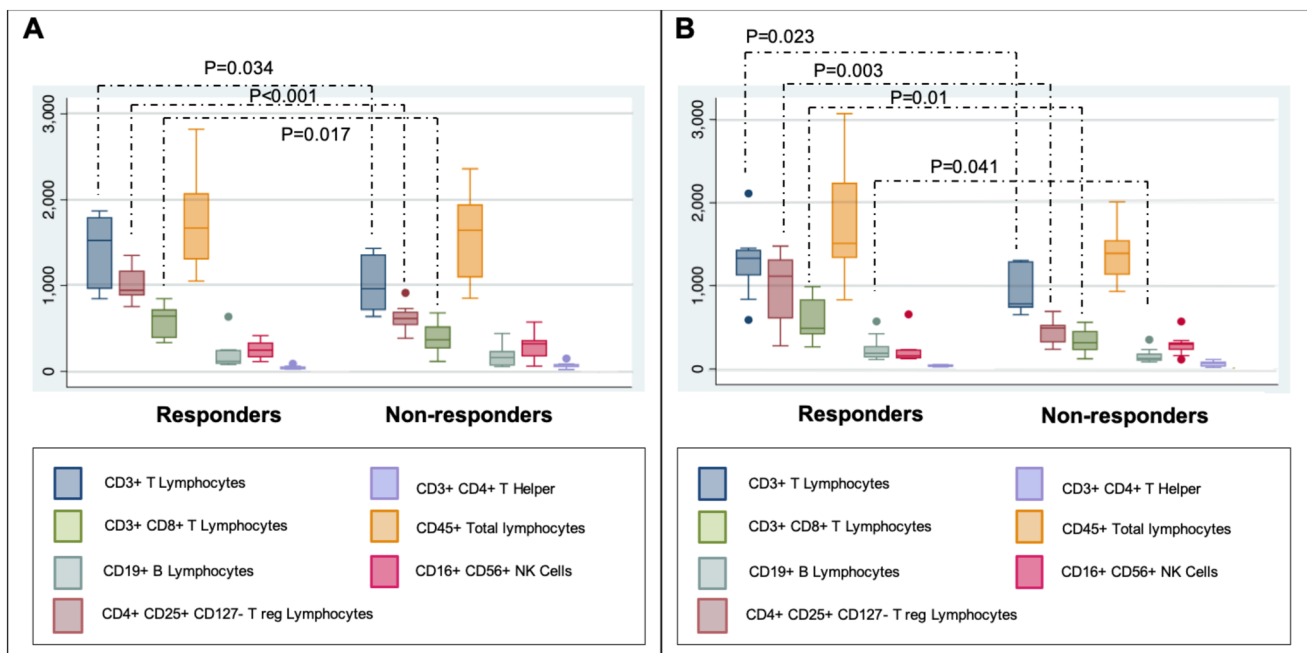 A
P=0.034
P<0.001
P=0.017
3,000
2,000
1,000
0
Responders
Non-responders
CD3+ T Lymphocytes
CD3+ CD4+ T Helper
CD3+ CD8+ T Lymphocytes
CD45+ Total lymphocytes
CD19+ B Lymphocytes
CD16+ CD56+ NK Cells
CD4+ CD25+ CD127- T reg Lymphocytes
B
P=0.023
P=0.003
P=0.01
P=0.041
3,000
2,000
1,000
0
Responders
Non-responders
CD3+ T Lymphocytes
CD3+ CD4+ T Helper
CD3+ CD8+ T Lymphocytes
CD45+ Total lymphocytes
CD19+ B Lymphocytes
CD16+ CD56+ NK Cells
CD4+ CD25+ CD127- T reg Lymphocytes